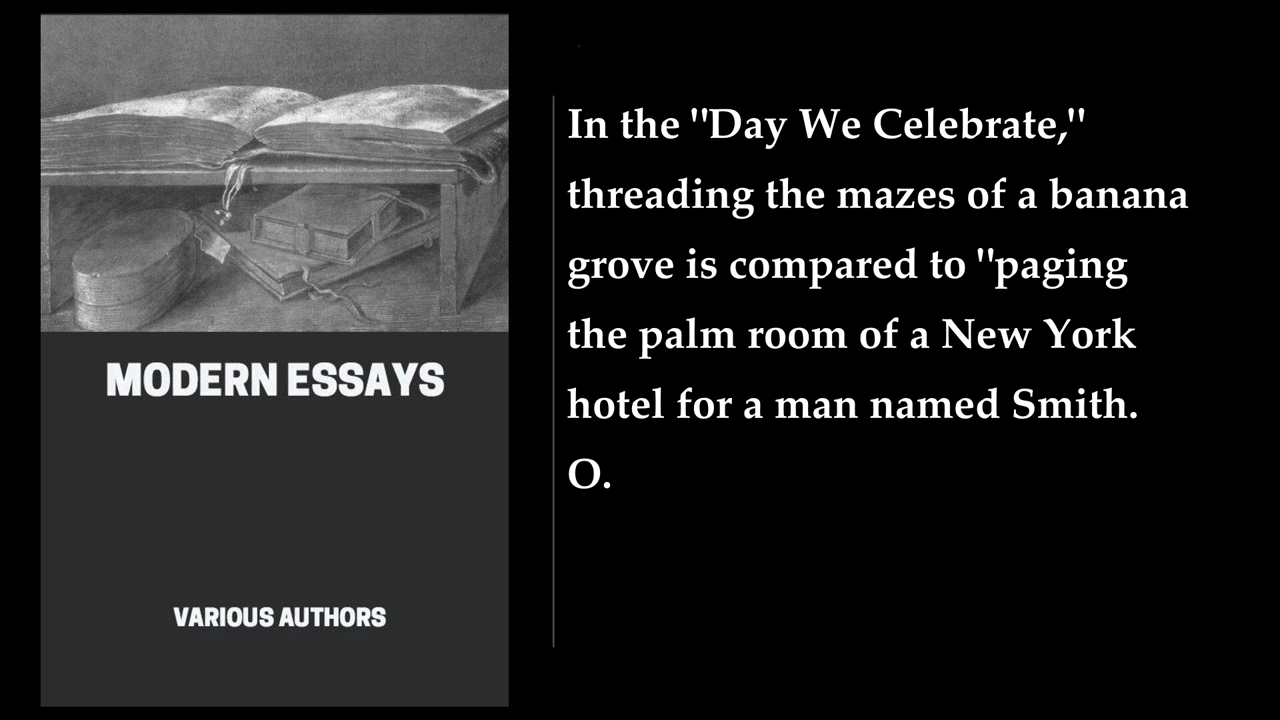 MODERN ESSAYS
VARIOUS AUTHORS
In the "Day We Celebrate,"
threading the mazes of a banana
grove is compared to "paging
the palm room of a New York
hotel for a man named Smith.
O.